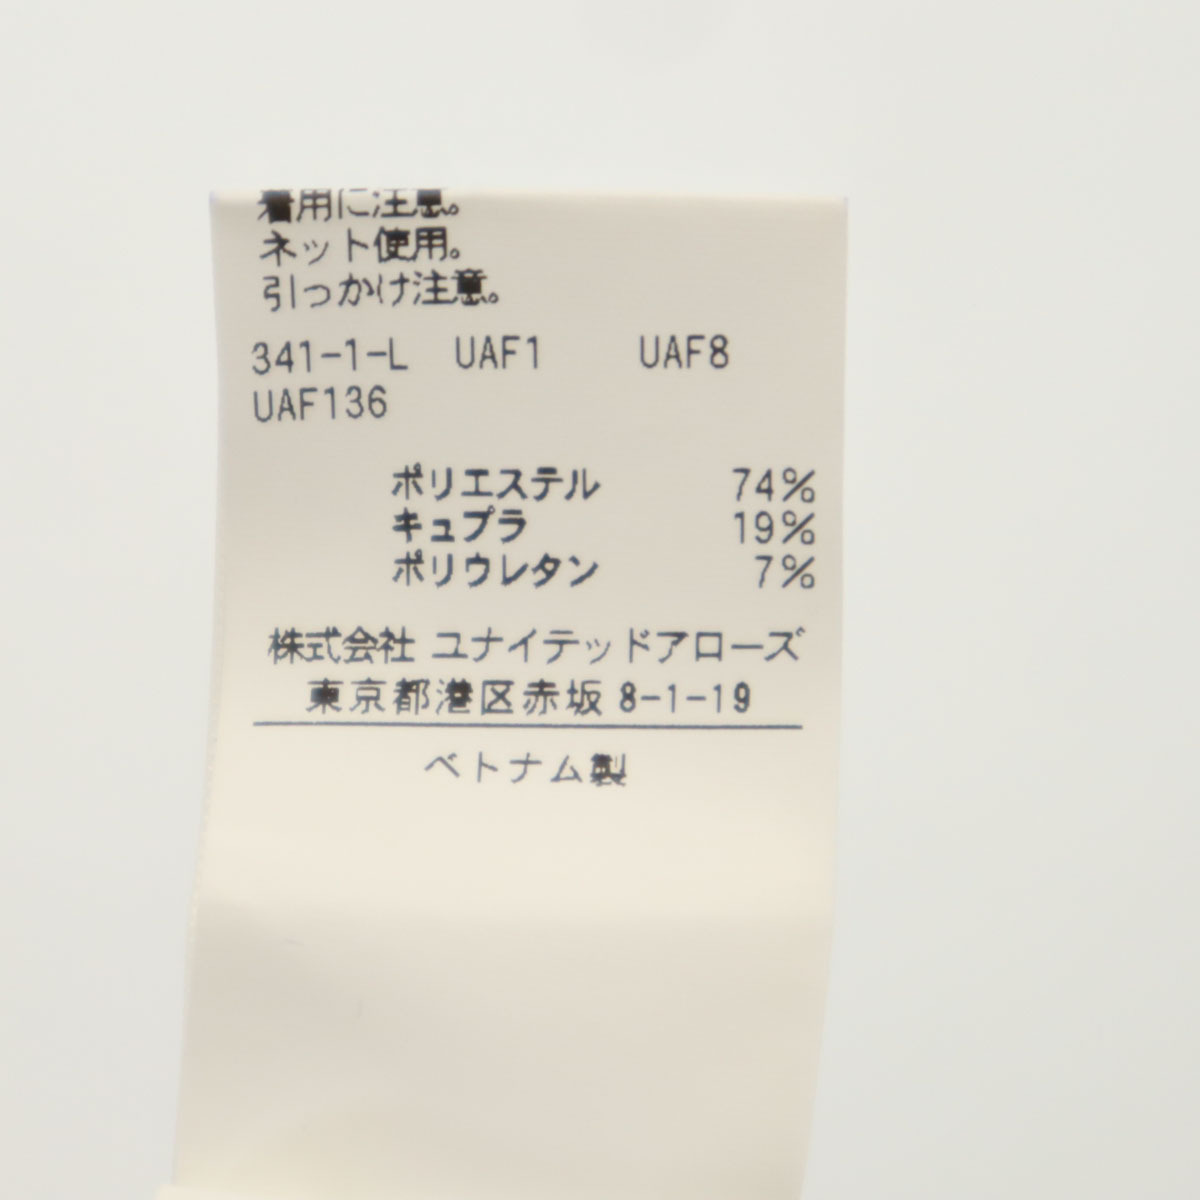 着用に注意。
ネット使用。
引っかけ注意。
341-1-L UAF1 UAF8
UAF136
ポリエステル 74%
キュプラ 19%
ポリウレタン 7%
株式会社 ユナイテッドアローズ
東京都港区赤坂 8-1-19
ベトナム製